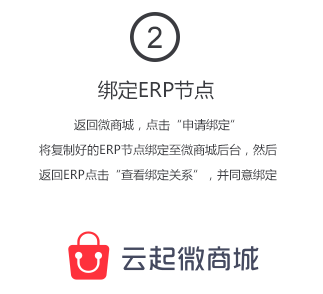 2
绑定ERP节点
返回微商城，点击“申请绑定”
将复制好的ERP节点绑定至微商城后台，然后
返回ERP点击“查看绑定关系”，并同意绑定
云起微商城